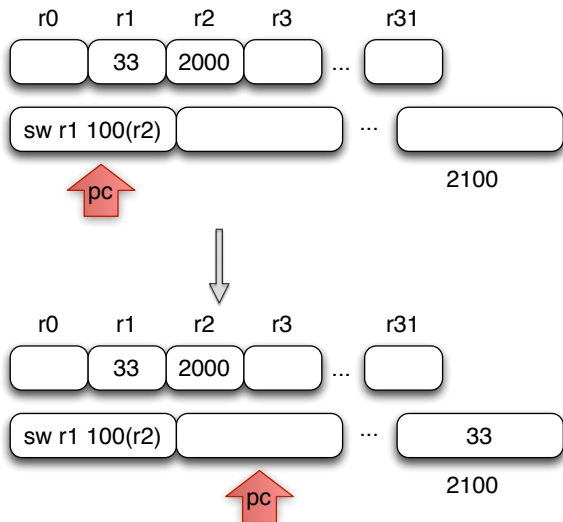 r0 r1 r2 r3 r31
33 2000 ...
sw r1 100(r2) ...
pc 2100
r0 r1 r2 r3 r31
33 2000 ...
sw r1 100(r2) ... 33
pc 2100